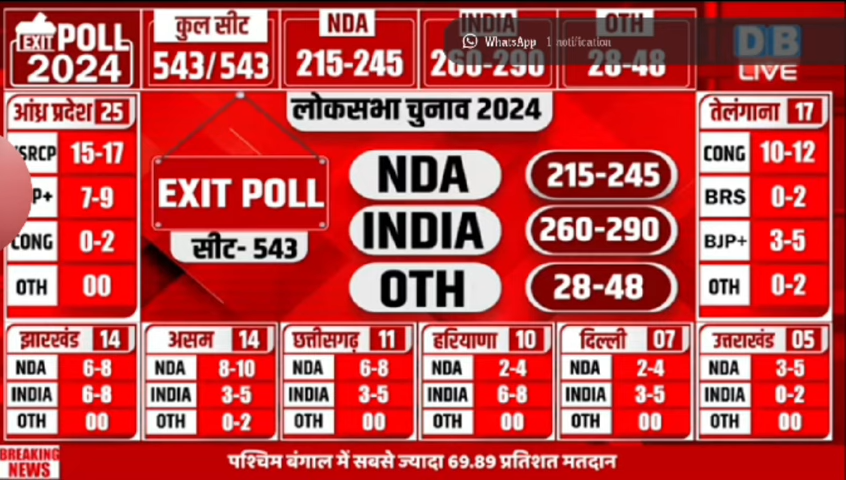 EXIT POLL
2024
कुल सीट
543/543
NDA
215-245
INDIA
260-290
OTH
28-48
WhatsApp 1 notification
DB
LIVE
आंध्र प्रदेश 25
SRCP 15-17
P+ 7-9
CONG 0-2
OTH 00
लोकसभा चुनाव 2024
EXIT POLL
सीट- 543
NDA 215-245
INDIA 260-290
OTH 28-48
तेलंगाना 17
CONG 10-12
BRS 0-2
BJP+ 3-5
OTH 0-2
झारखंड 14
NDA 6-8
INDIA 6-8
OTH 00
असम 14
NDA 8-10
INDIA 3-5
OTH 0-2
छत्तीसगढ़ 11
NDA 6-8
INDIA 3-5
OTH 00
हरियाणा 10
NDA 2-4
INDIA 6-8
OTH 00
दिल्ली 07
NDA 2-4
INDIA 3-5
OTH 00
उत्तराखंड 05
NDA 3-5
INDIA 0-2
OTH 00
BREAKING
NEWS
पश्चिम बंगाल में सबसे ज्यादा 69.89 प्रतिशत मतदान